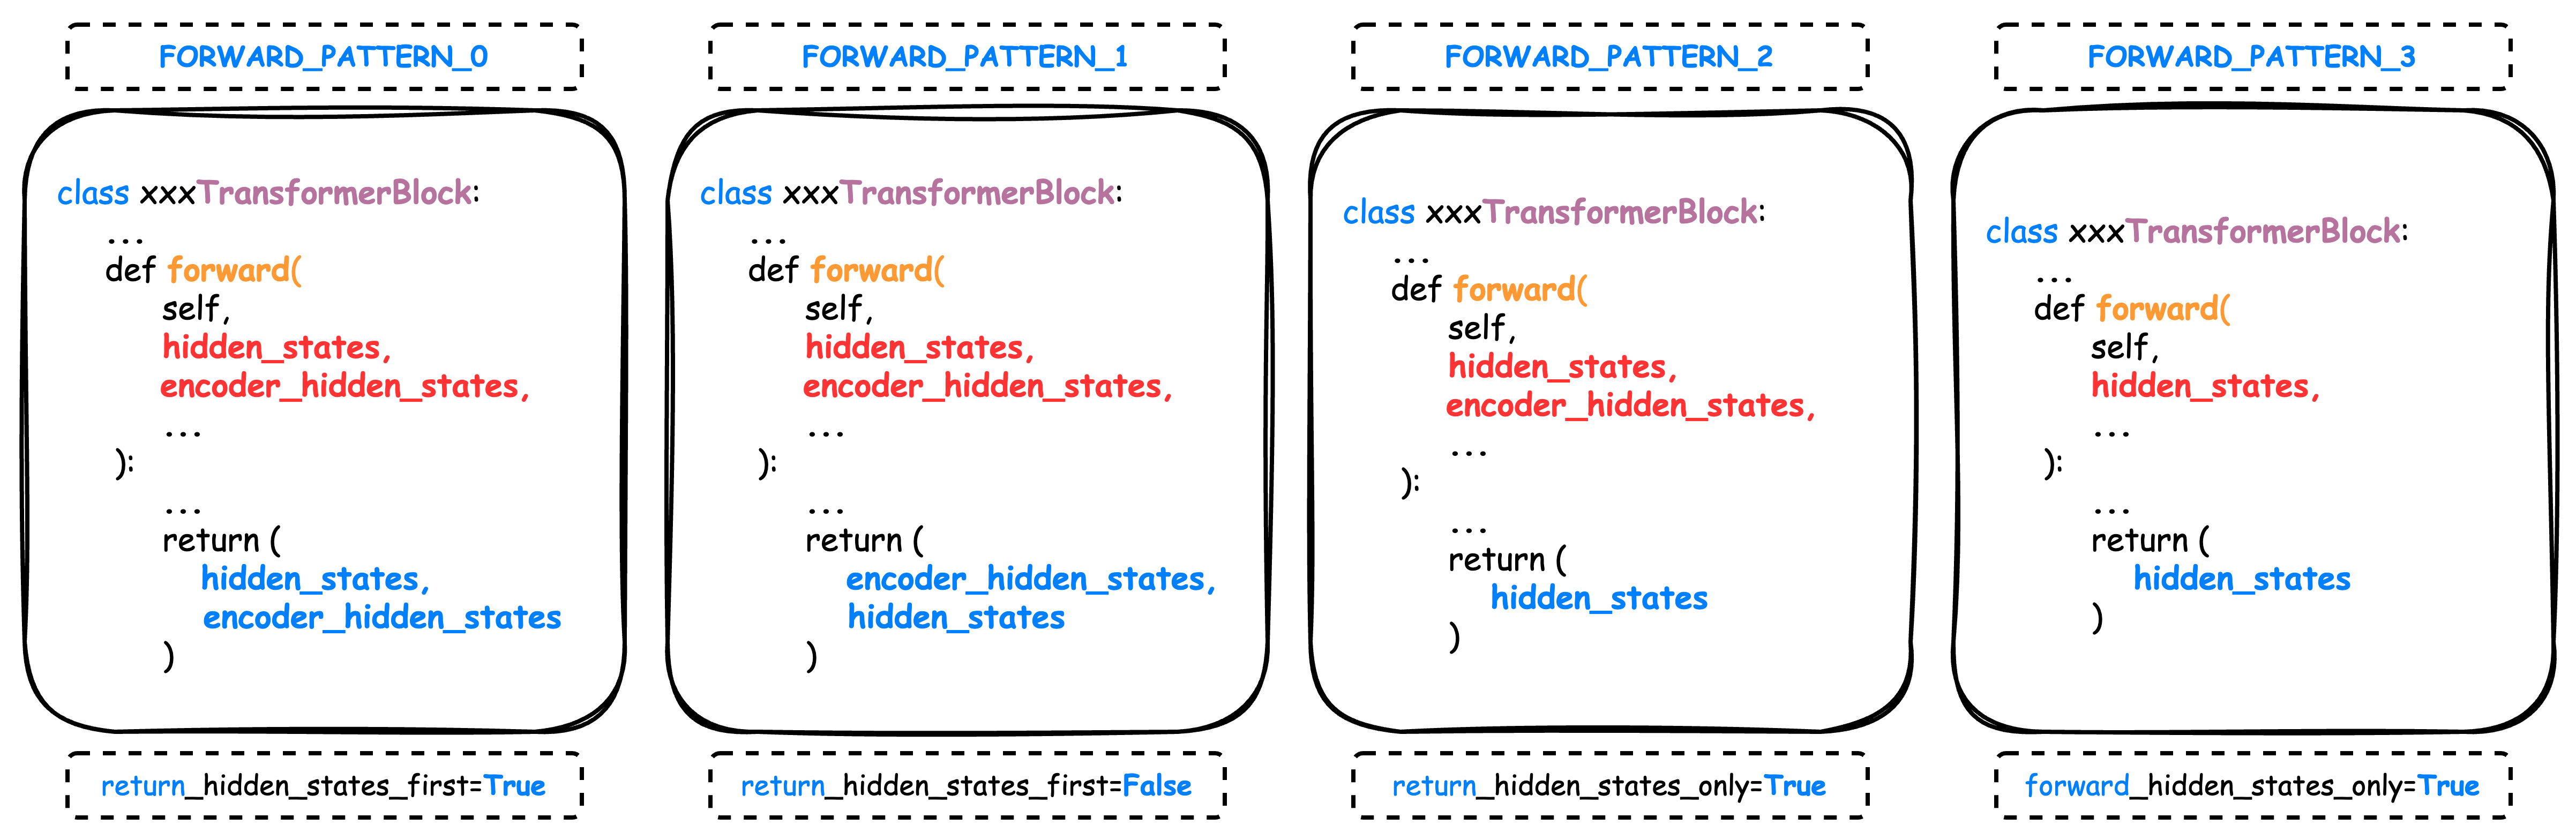 FORWARD_PATTERN_0
class xxxTransformerBlock:
...
def forward(
self,
hidden_states,
encoder_hidden_states,
...
):
...
return (
hidden_states,
encoder_hidden_states
)
return_hidden_states_first=True
FORWARD_PATTERN_1
class xxxTransformerBlock:
...
def forward(
self,
hidden_states,
encoder_hidden_states,
...
):
...
return (
encoder_hidden_states,
hidden_states
)
return_hidden_states_first=False
FORWARD_PATTERN_2
class xxxTransformerBlock:
...
def forward(
self,
hidden_states,
encoder_hidden_states,
...
):
...
return (
hidden_states
)
return_hidden_states_only=True
FORWARD_PATTERN_3
class xxxTransformerBlock:
...
def forward(
self,
hidden_states,
...
):
...
return (
hidden_states
)
forward_hidden_states_only=True